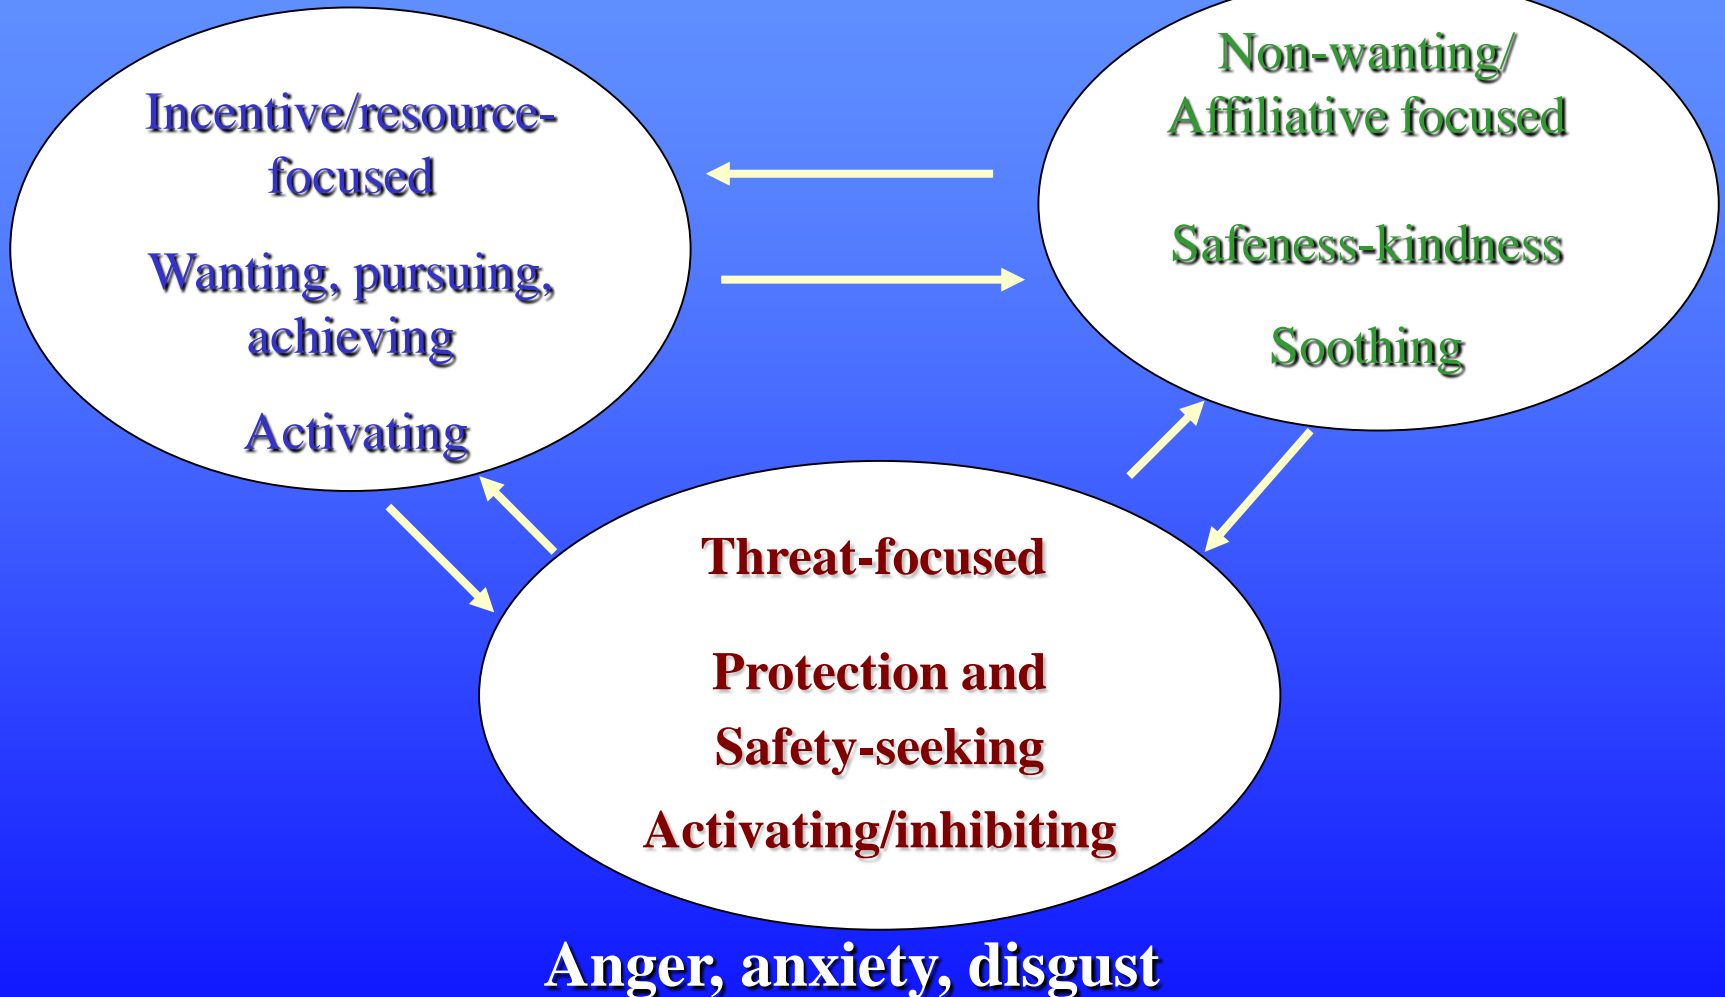 Incentive/resource-
focused
Wanting, pursuing,
achieving
Activating
Non-wanting/
Affiliative focused
Safeness-kindness
Soothing
Threat-focused
Protection and
Safety-seeking
Activating/inhibiting
Anger, anxiety, disgust